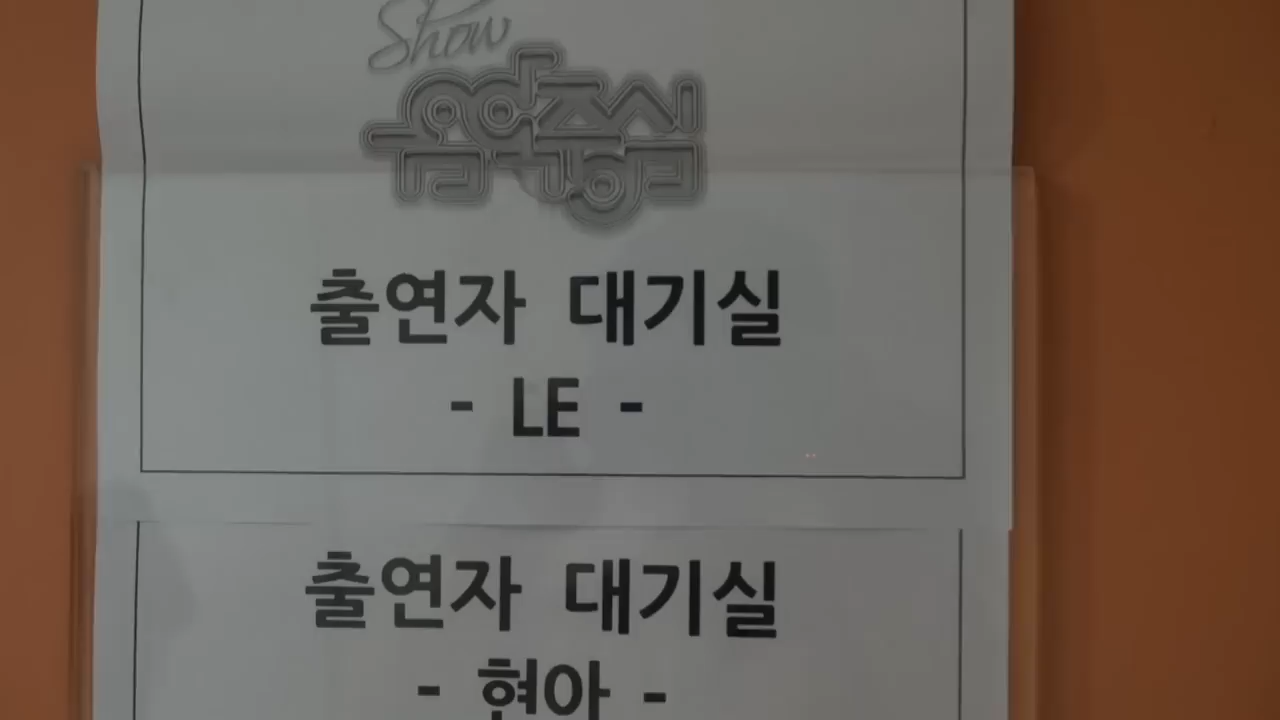 Show
음악중심
출연자 대기실
- LE -
출연자 대기실
- 현아 -